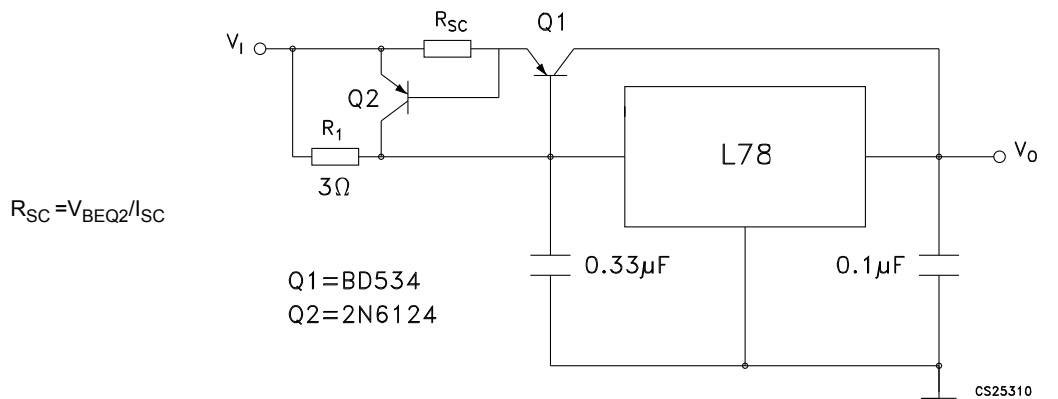 Q1
R_SC
V_I
Q2
R_1
3Ω
L78
V_O
R_SC=V_BEQ2/I_SC
0.33µF
0.1µF
Q1=BD534
Q2=2N6124
CS25310